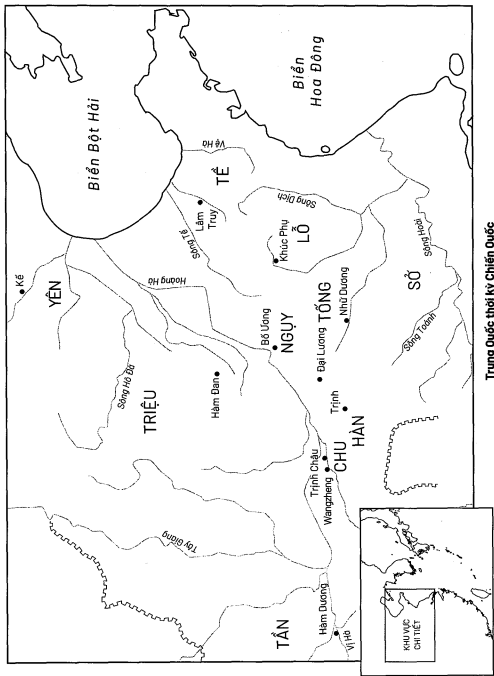 Kế
YÊN
Biển Bột Hải
Sông Hô Đà
TRIỆU
Tây Giang
Hoàng Hà
Sông Tế
Lâm
Truy
TỀ
Vệ Hà
Hàm Đan
Biển
Hoa Đông
Bố Ương
NGỤY
Khúc Phụ
LỖ
Sông Dịch
TẦN
Hàm Dương
Vị Hà
Trịnh Châu
Wangzheng
CHU
HÀN
Trịnh
Đại Lương
TỐNG
Nhữ Dương
SỞ
Sông Hoài
Sông Toành
KHU VỰC
CHI TIẾT
Trung Quốc thời kỳ Chiến Quốc